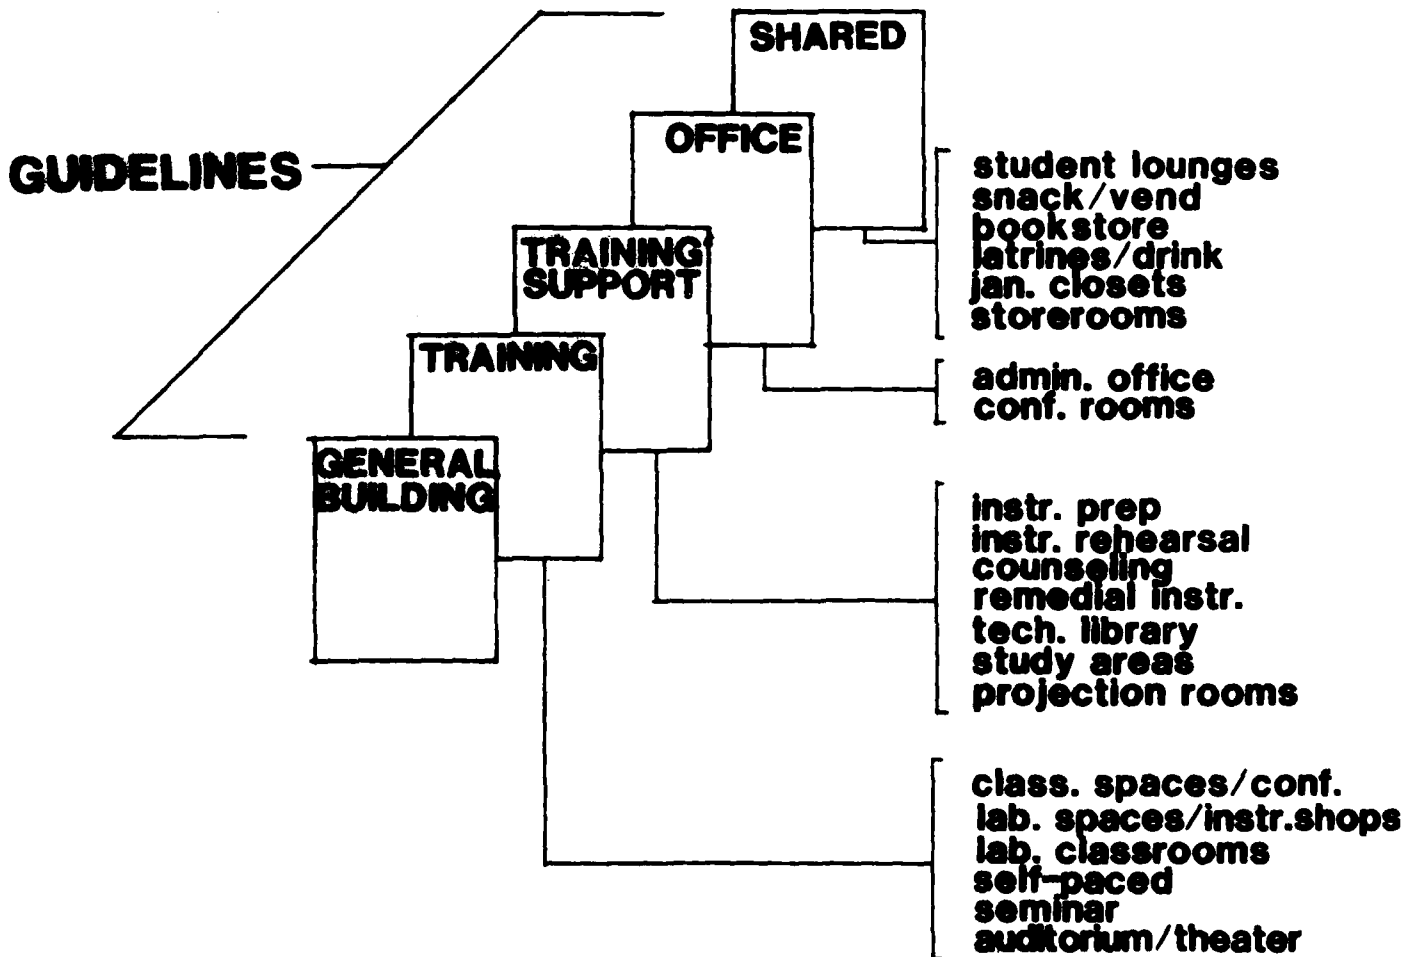 SHARED
OFFICE
GUIDELINES
TRAINING
SUPPORT
TRAINING
GENERAL
BUILDING
student lounges
snack/vend
bookstore
latrines/drink
jan. closets
storerooms
admin. office
conf. rooms
instr. prep
instr. rehearsal
counseling
remedial instr.
tech. library
study areas
projection rooms
class. spaces/conf.
lab. spaces/instr.shops
lab. classrooms
self-paced
seminar
auditorium/theater